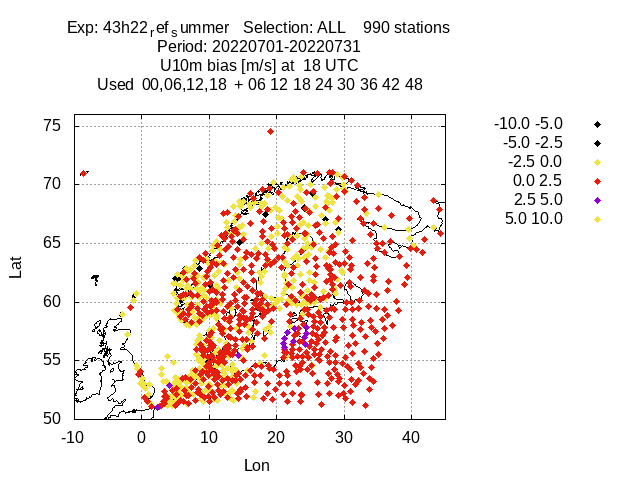 Exp: 43h22refsummer Selection: ALL 990 stations
Period: 20220701-20220731
U10m bias [m/s] at 18 UTC
Used 00,06,12,18 + 06 12 18 24 30 36 42 48
-10.0 -5.0
-5.0 -2.5
-2.5 0.0
0.0 2.5
2.5 5.0
5.0 10.0
75
70
65
60
55
50
Lat
-10 0 10 20 30 40
Lon